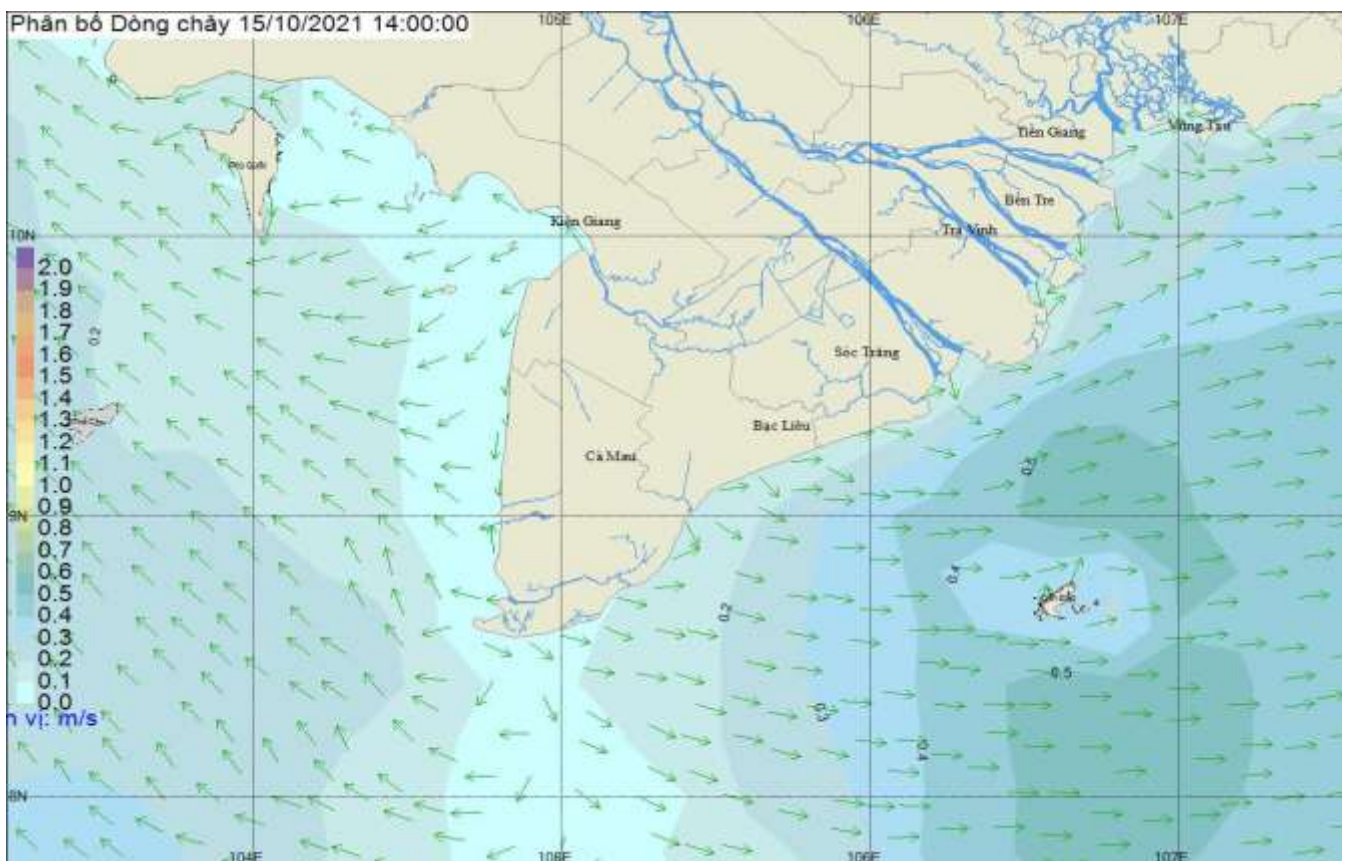 Phân bố Dòng chảy 15/10/2021 14:00:00
105E
106E
107E
Vũng Tàu
Tiền Giang
Bến Tre
Trà Vinh
Kiên Giang
10N
Sóc Trăng
Bạc Liêu
Cà Mau
9N
8N
0.2
0.2
0.3
0.4
0.4
0.5
2.0
1.9
1.8
1.7
1.6
1.5
1.4
1.3
1.2
1.1
1.0
0.9
0.8
0.7
0.6
0.5
0.4
0.3
0.2
0.1
0.0
n vị: m/s
104E
105E
106E
107E